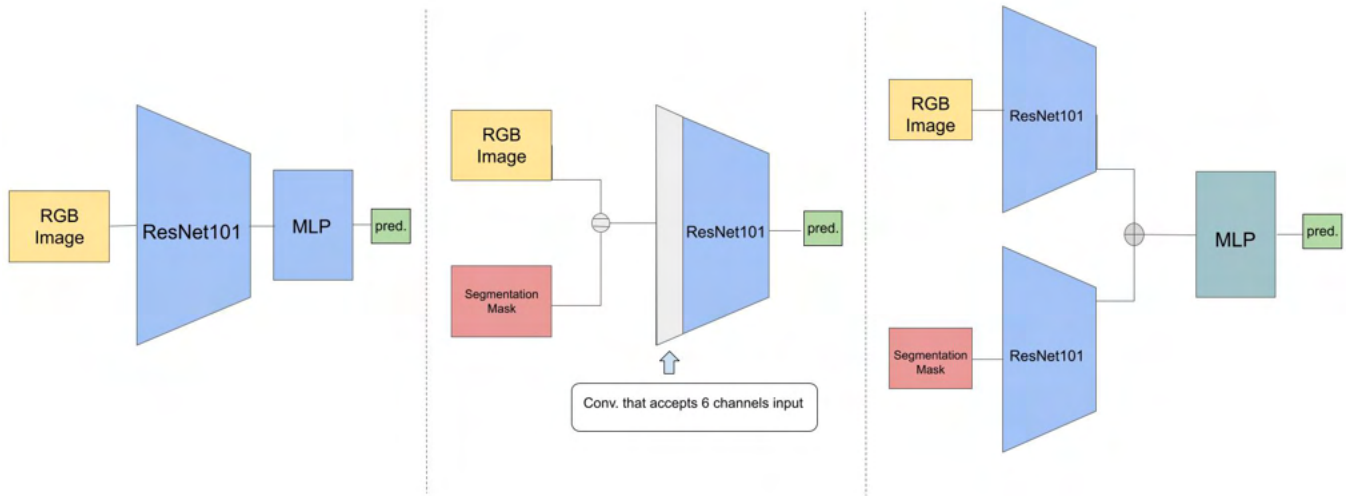 RGB
Image
ResNet101
MLP
pred.
RGB
Image
Segmentation
Mask
ResNet101
pred.
Conv. that accepts 6 channels input
RGB
Image
ResNet101
Segmentation
Mask
ResNet101
MLP
pred.